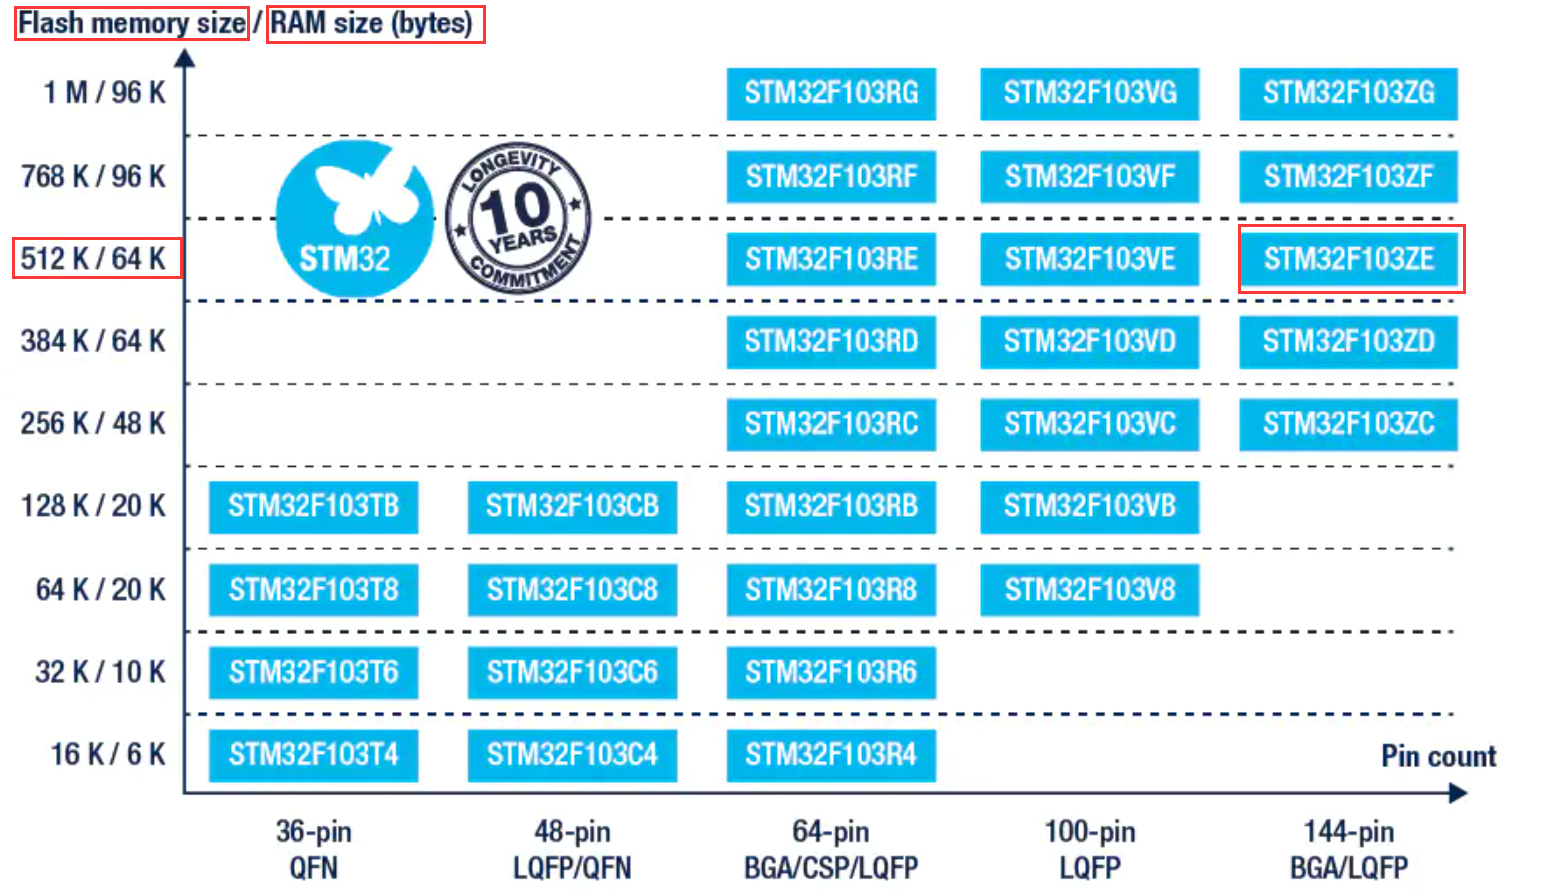 Flash memory size / RAM size (bytes)
1 M / 96 K STM32F103RG STM32F103VG STM32F103ZG
768 K / 96 K STM32F103RF STM32F103VF STM32F103ZF
STM32
LONGEVITY
10
YEARS
COMMITMENT
512 K / 64 K STM32F103RE STM32F103VE STM32F103ZE
384 K / 64 K STM32F103RD STM32F103VD STM32F103ZD
256 K / 48 K STM32F103RC STM32F103VC STM32F103ZC
128 K / 20 K STM32F103TB STM32F103CB STM32F103RB STM32F103VB
64 K / 20 K STM32F103T8 STM32F103C8 STM32F103R8 STM32F103V8
32 K / 10 K STM32F103T6 STM32F103C6 STM32F103R6
16 K / 6 K STM32F103T4 STM32F103C4 STM32F103R4
Pin count
36-pin 48-pin 64-pin 100-pin 144-pin
QFN LQFP/QFN BGA/CSP/LQFP LQFP BGA/LQFP